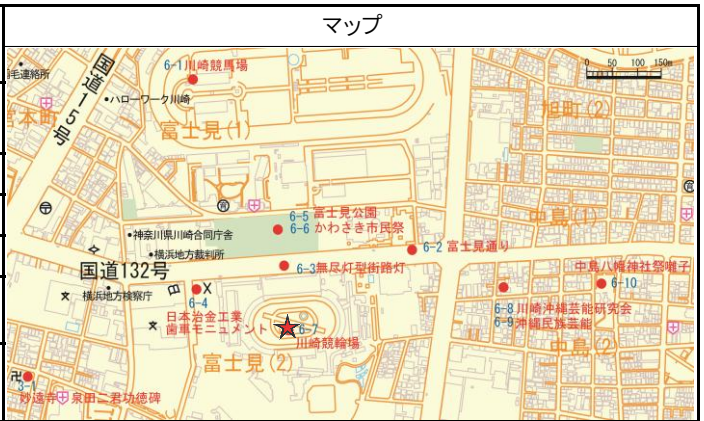 マップ
0 50 100 150m
毛連絡所
国道15号
6-1 川崎競馬場
ハローワーク川崎
宮本町
富士見(1)
旭町(2)
6-5 富士見公園
6-6 かわさき市民祭
神奈川県川崎合同庁舎
横浜地方裁判所
中島(1)
6-2 富士見通り
国道132号
6-3 無尽灯型街路灯
中島八幡神社祭囃子
6-10
横浜地方検察庁
6-4
日本冶金工業
歯車モニュメント
6-7
川崎競輪場
6-8 川崎沖縄芸能研究会
6-9 沖縄民族芸能
中島(2)
富士見(2)
3-1
妙遠寺
泉田二君功徳碑